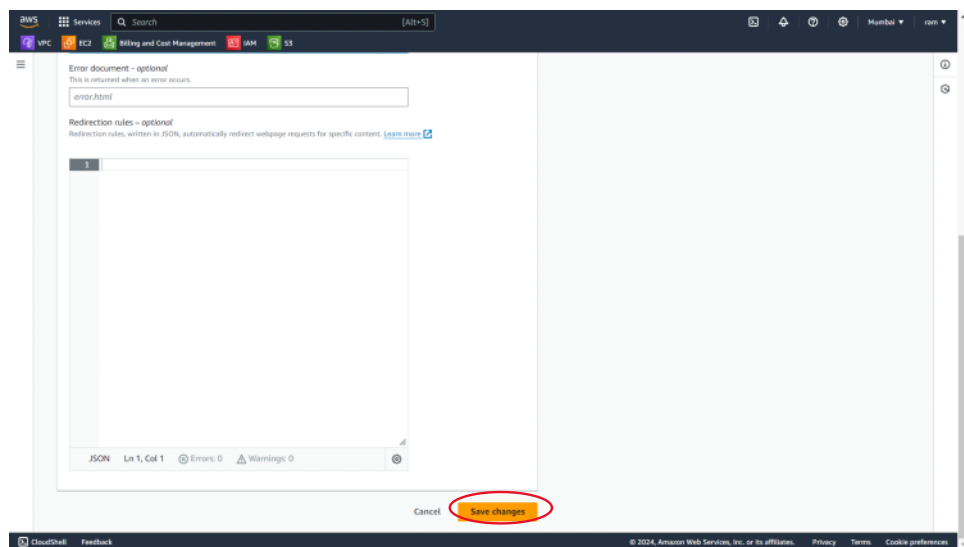 aws Services Search [Alt+S] Mumbai ▼ ram ▼
VPC EC2 Billing and Cost Management IAM S3
Error document - optional
This is returned when an error occurs.
error.html
Redirection rules – optional
Redirection rules, written in JSON, automatically redirect webpage requests for specific content. Learn more
1
JSON Ln 1, Col 1 Errors: 0 Warnings: 0
Cancel Save changes
CloudShell Feedback © 2024, Amazon Web Services, Inc. or its affiliates. Privacy Terms Cookie preferences